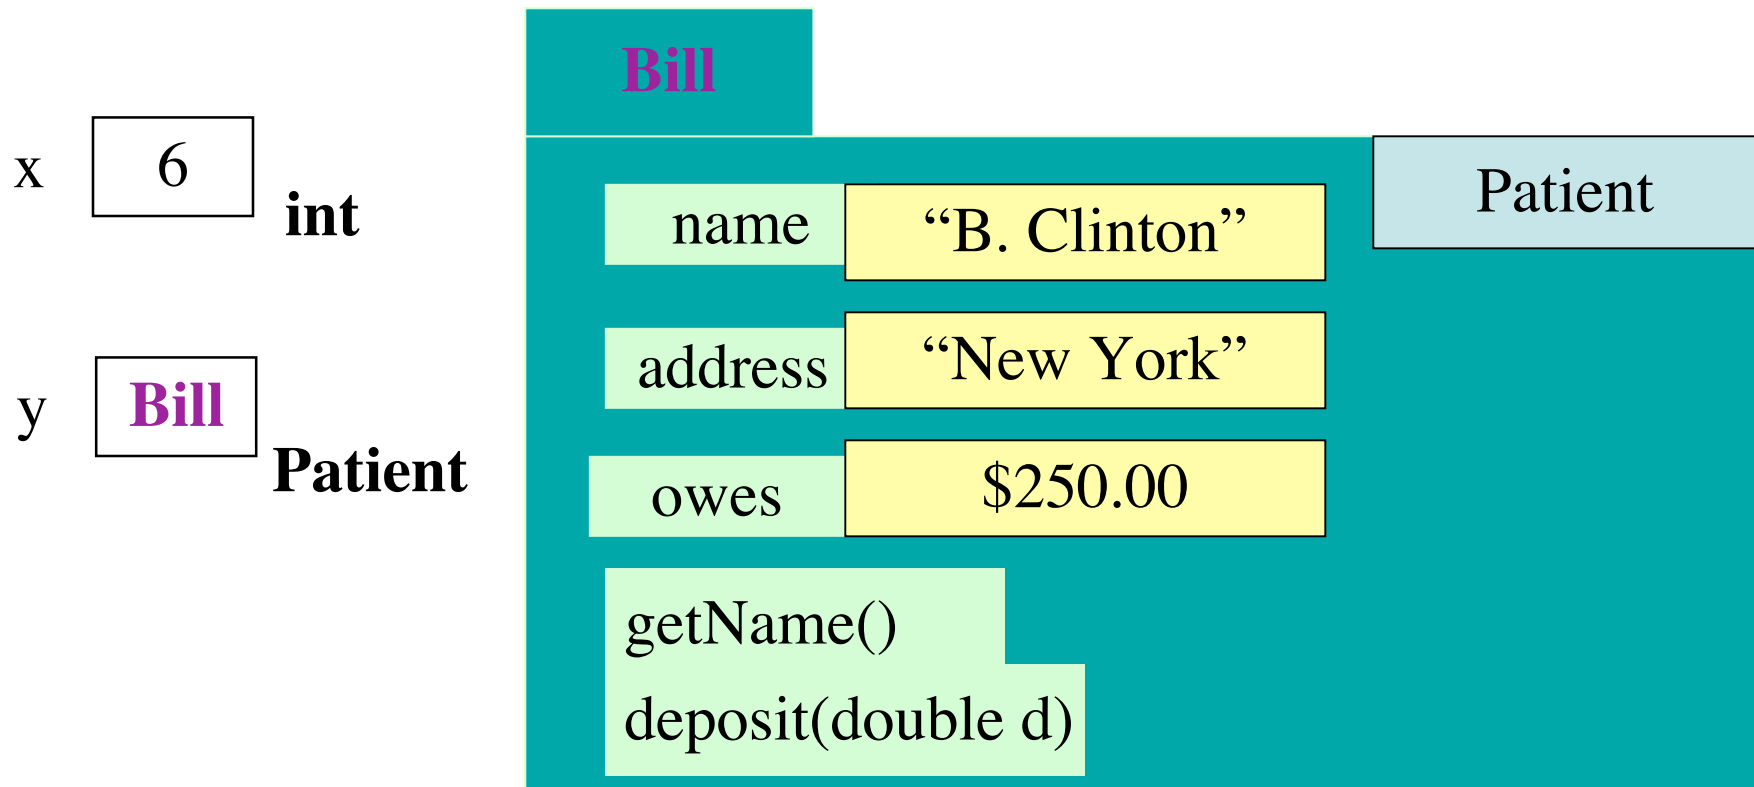 x
6
int
y
Bill
Patient
Bill
Patient
name
“B. Clinton”
address
“New York”
owes
$250.00
getName()
deposit(double d)